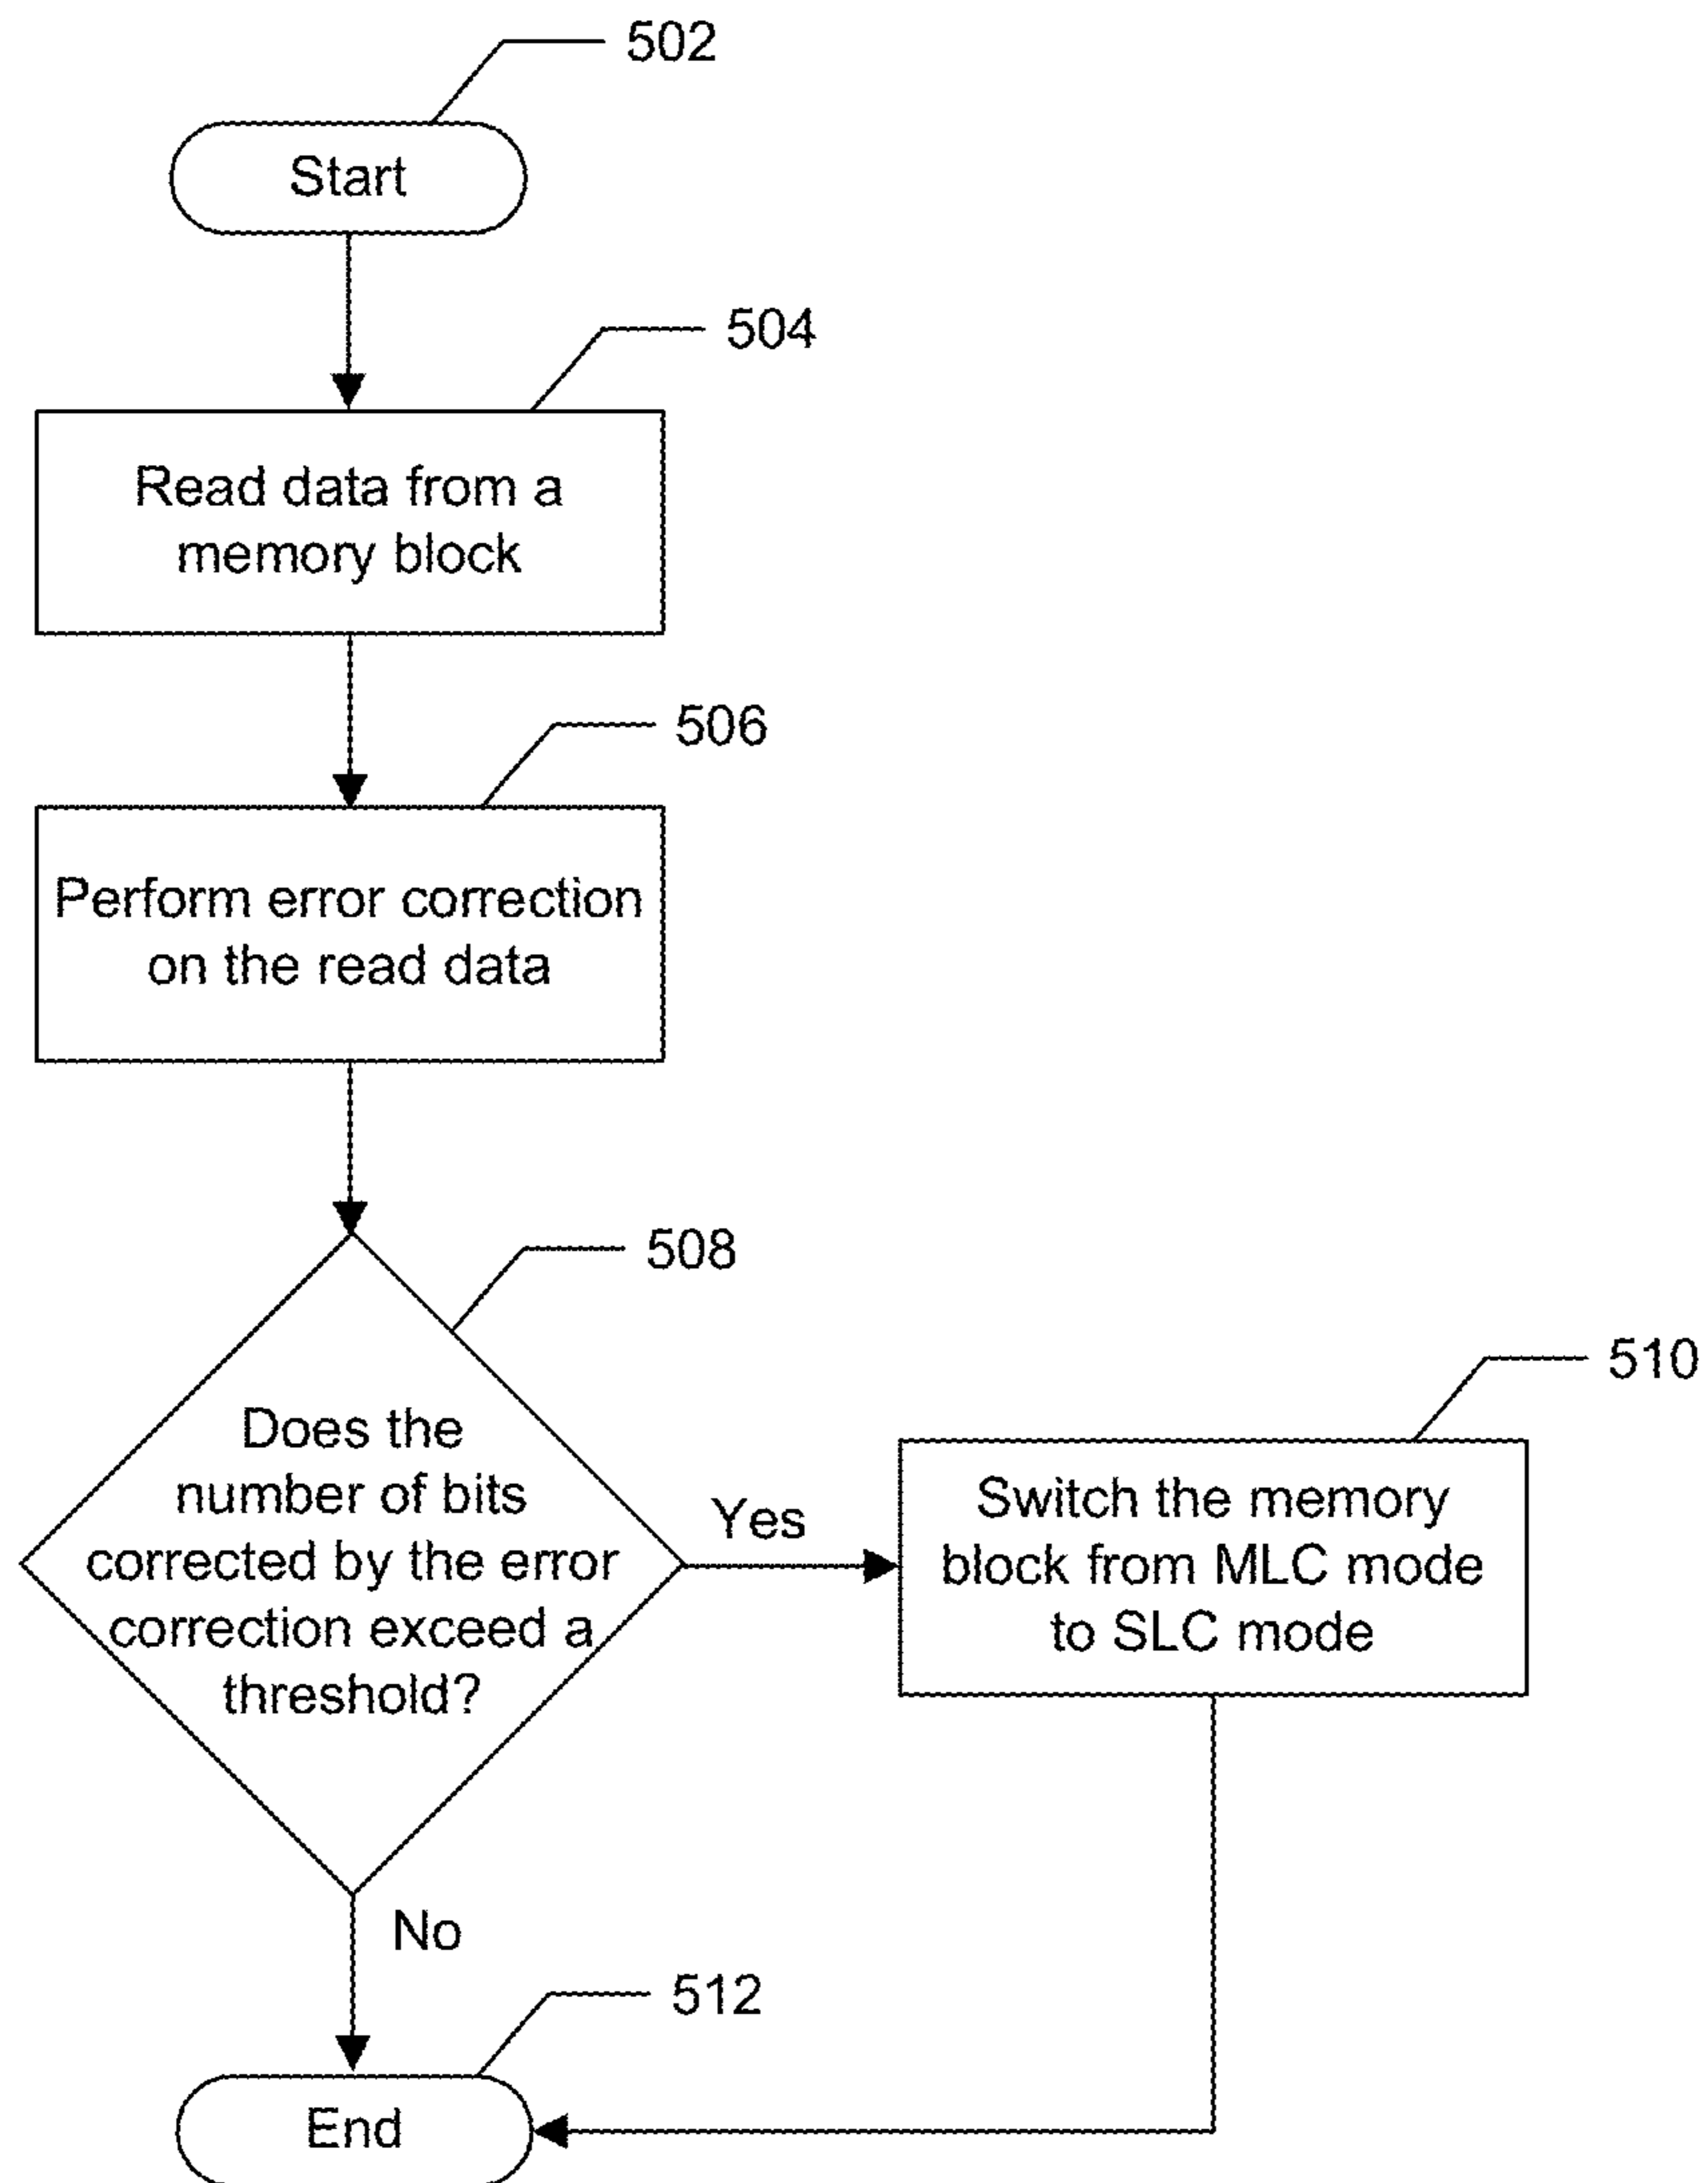 502
Start
504
Read data from a
memory block
506
Perform error correction
on the read data
508
Does the
number of bits
corrected by the error
correction exceed a
threshold?
Yes
510
Switch the memory
block from MLC mode
to SLC mode
No
512
End